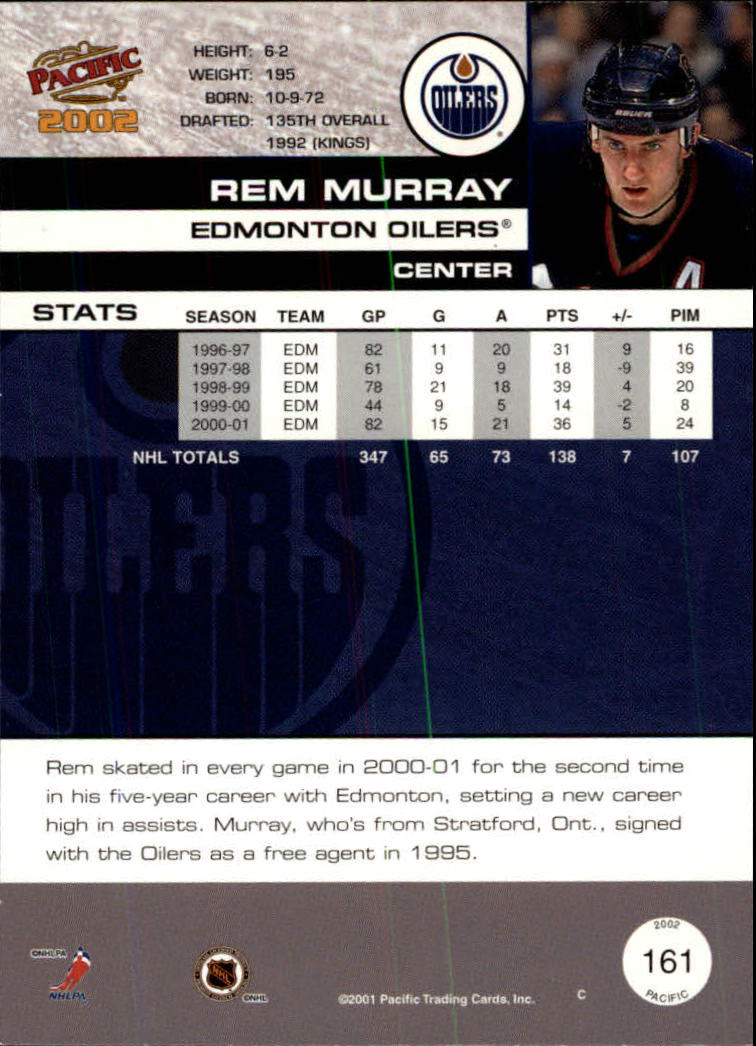 PACIFIC
2002
HEIGHT: 6-2
WEIGHT: 195
BORN: 10-9-72
DRAFTED: 135TH OVERALL
1992 (KINGS)
OILERS
®
BAUER
A
REM MURRAY
EDMONTON OILERS®
CENTER
STATS SEASON TEAM GP G A PTS +/- PIM
1996-97 EDM 82 11 20 31 9 16
1997-98 EDM 61 9 9 18 -9 39
1998-99 EDM 78 21 18 39 4 20
1999-00 EDM 44 9 5 14 -2 8
2000-01 EDM 82 15 21 36 5 24
NHL TOTALS 347 65 73 138 7 107
OILERS
Rem skated in every game in 2000-01 for the second time
in his five-year career with Edmonton, setting a new career
high in assists. Murray, who's from Stratford, Ont., signed
with the Oilers as a free agent in 1995.
©NHLPA
NHLPA
NHL
©NHL
©2001 Pacific Trading Cards, Inc.
C
2002
161
PACIFIC